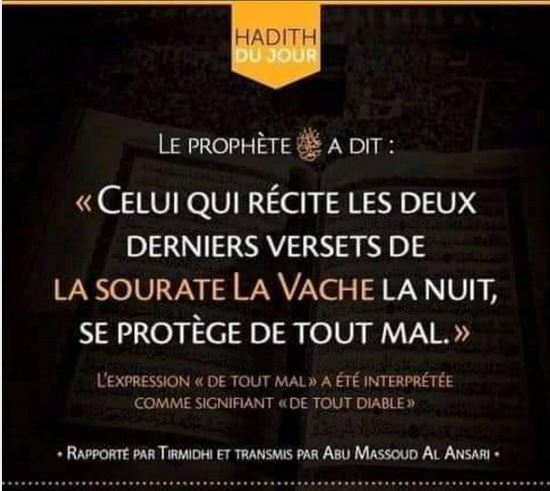 HADITH
DU JOUR
LE PROPHÈTE ﷺ A DIT :
« CELUI QUI RÉCITE LES DEUX
DERNIERS VERSETS DE
LA SOURATE LA VACHE LA NUIT,
SE PROTÈGE DE TOUT MAL. »
L'EXPRESSION « DE TOUT MAL » A ÉTÉ INTERPRÉTÉE
COMME SIGNIFIANT « DE TOUT DIABLE »
• RAPPORTÉ PAR TIRMIDHI ET TRANSMIS PAR ABU MASSOUD AL ANSARI •